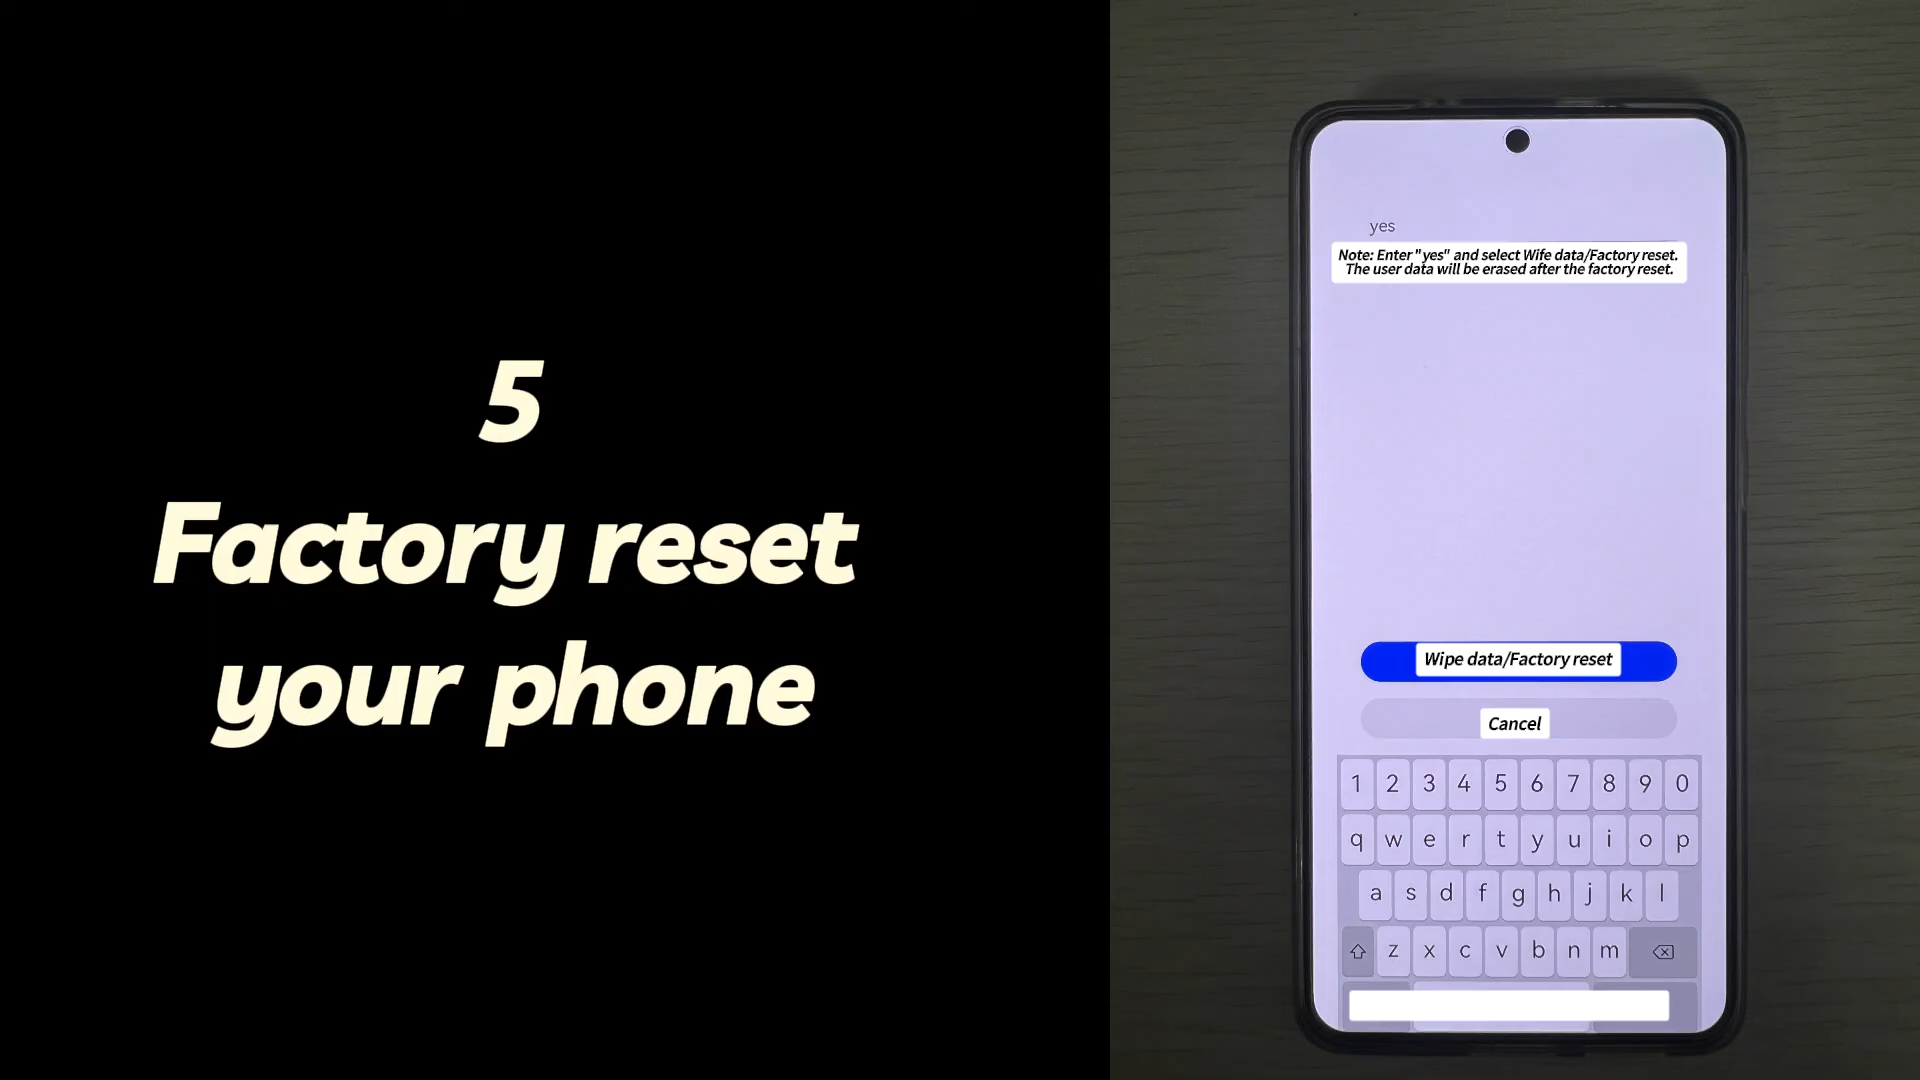 5
Factory reset
your phone
yes
Note: Enter "yes" and select Wife data/Factory reset.
The user data will be erased after the factory reset.
Wipe data/Factory reset
Cancel
1 2 3 4 5 6 7 8 9 0
q w e r t y u i o p
a s d f g h j k l
z x c v b n m